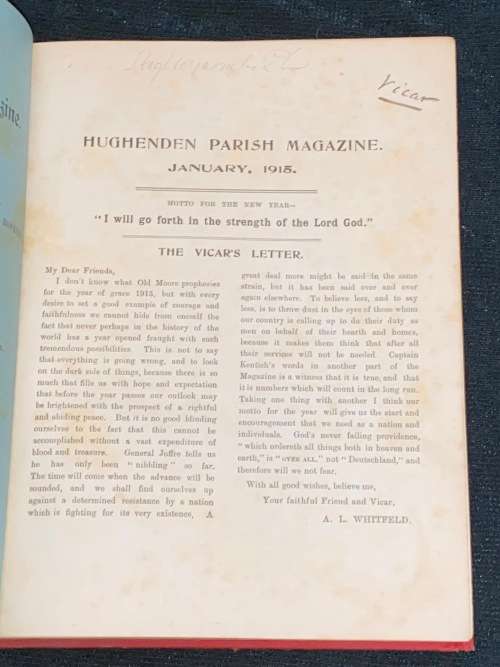 Vicar
HUGHENDEN PARISH MAGAZINE.
JANUARY, 1915.
MOTTO FOR THE NEW YEAR—
"I will go forth in the strength of the Lord God."
THE VICAR'S LETTER.
My Dear Friends,
I don't know what Old Moore prophecies
for the year of grace 1915, but with every
desire to set a good example of courage and
faithfulness we cannot hide from oneself the
fact that never perhaps in the history of the
world has a year opened fraught with such
tremendous possibilities. This is not to say
that everything is going wrong, and to look
on the dark side of things, because there is so
much that fills us with hope and expectation
that before the year passes our outlook may
be brightened with the prospect of a rightful
and abiding peace. But it is no good blinding
ourselves to the fact that this cannot be
accomplished without a vast expenditure of
blood and treasure. General Joffre tells us
he has only been "nibbling" so far.
The time will come when the advance will be
sounded, and we shall find ourselves up
against a determined resistance by a nation
which is fighting for its very existence. A
great deal more might be said in the same
strain, but it has been said over and over
again elsewhere. To believe less, and to say
less, is to throw dust in the eyes of those whom
our country is calling up to do their duty as
men on behalf of their hearth and homes,
because it makes them think that after all
their services will not be needed. Captain
Kentish's words in another part of the
Magazine is a witness that it is true, and that
it is numbers which will count in the long run.
Taking one thing with another I think our
motto for the year will give us the start and
encouragement that we need as a nation and
individuals. God's never failing providence,
"which ordereth all things both in heaven and
earth," is "OVER ALL," not "Deutschland," and
therefore will we not fear.
With all good wishes, believe me,
Your faithful Friend and Vicar,
A. L. WHITFELD.
zine.